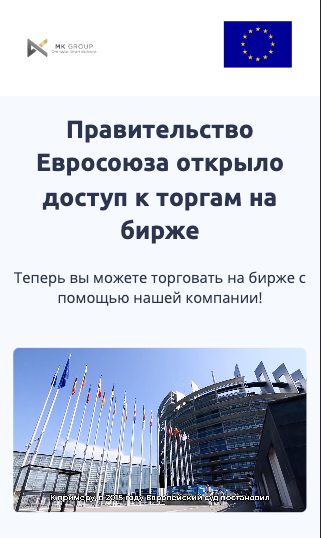 MK GROUP
Правительство
Евросоюза открыло
доступ к торгам на
бирже
Теперь вы можете торговать на бирже с
помощью нашей компании!
К примеру, в 2015 году Европейский суд постановил